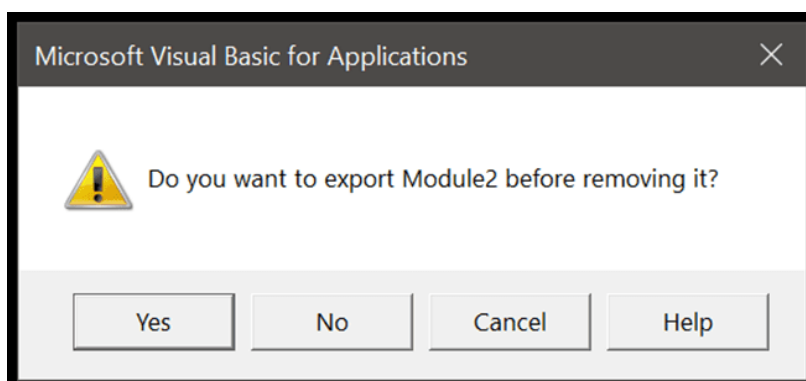 Microsoft Visual Basic for Applications
Do you want to export Module2 before removing it?
Yes
No
Cancel
Help